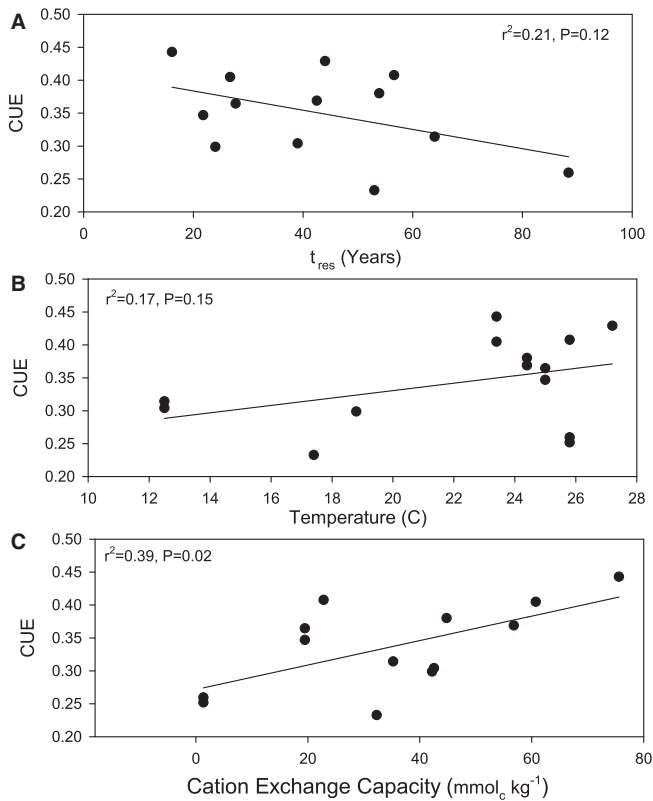 A
r²=0.21, P=0.12
0.50
0.45
0.40
0.35
0.30
0.25
0.20
CUE
0 20 40 60 80 100
t res (Years)
B
r²=0.17, P=0.15
0.50
0.45
0.40
0.35
0.30
0.25
0.20
CUE
10 12 14 16 18 20 22 24 26 28
Temperature (C)
C
r²=0.39, P=0.02
0.50
0.45
0.40
0.35
0.30
0.25
0.20
CUE
0 20 40 60 80
Cation Exchange Capacity (mmolc kg⁻¹)